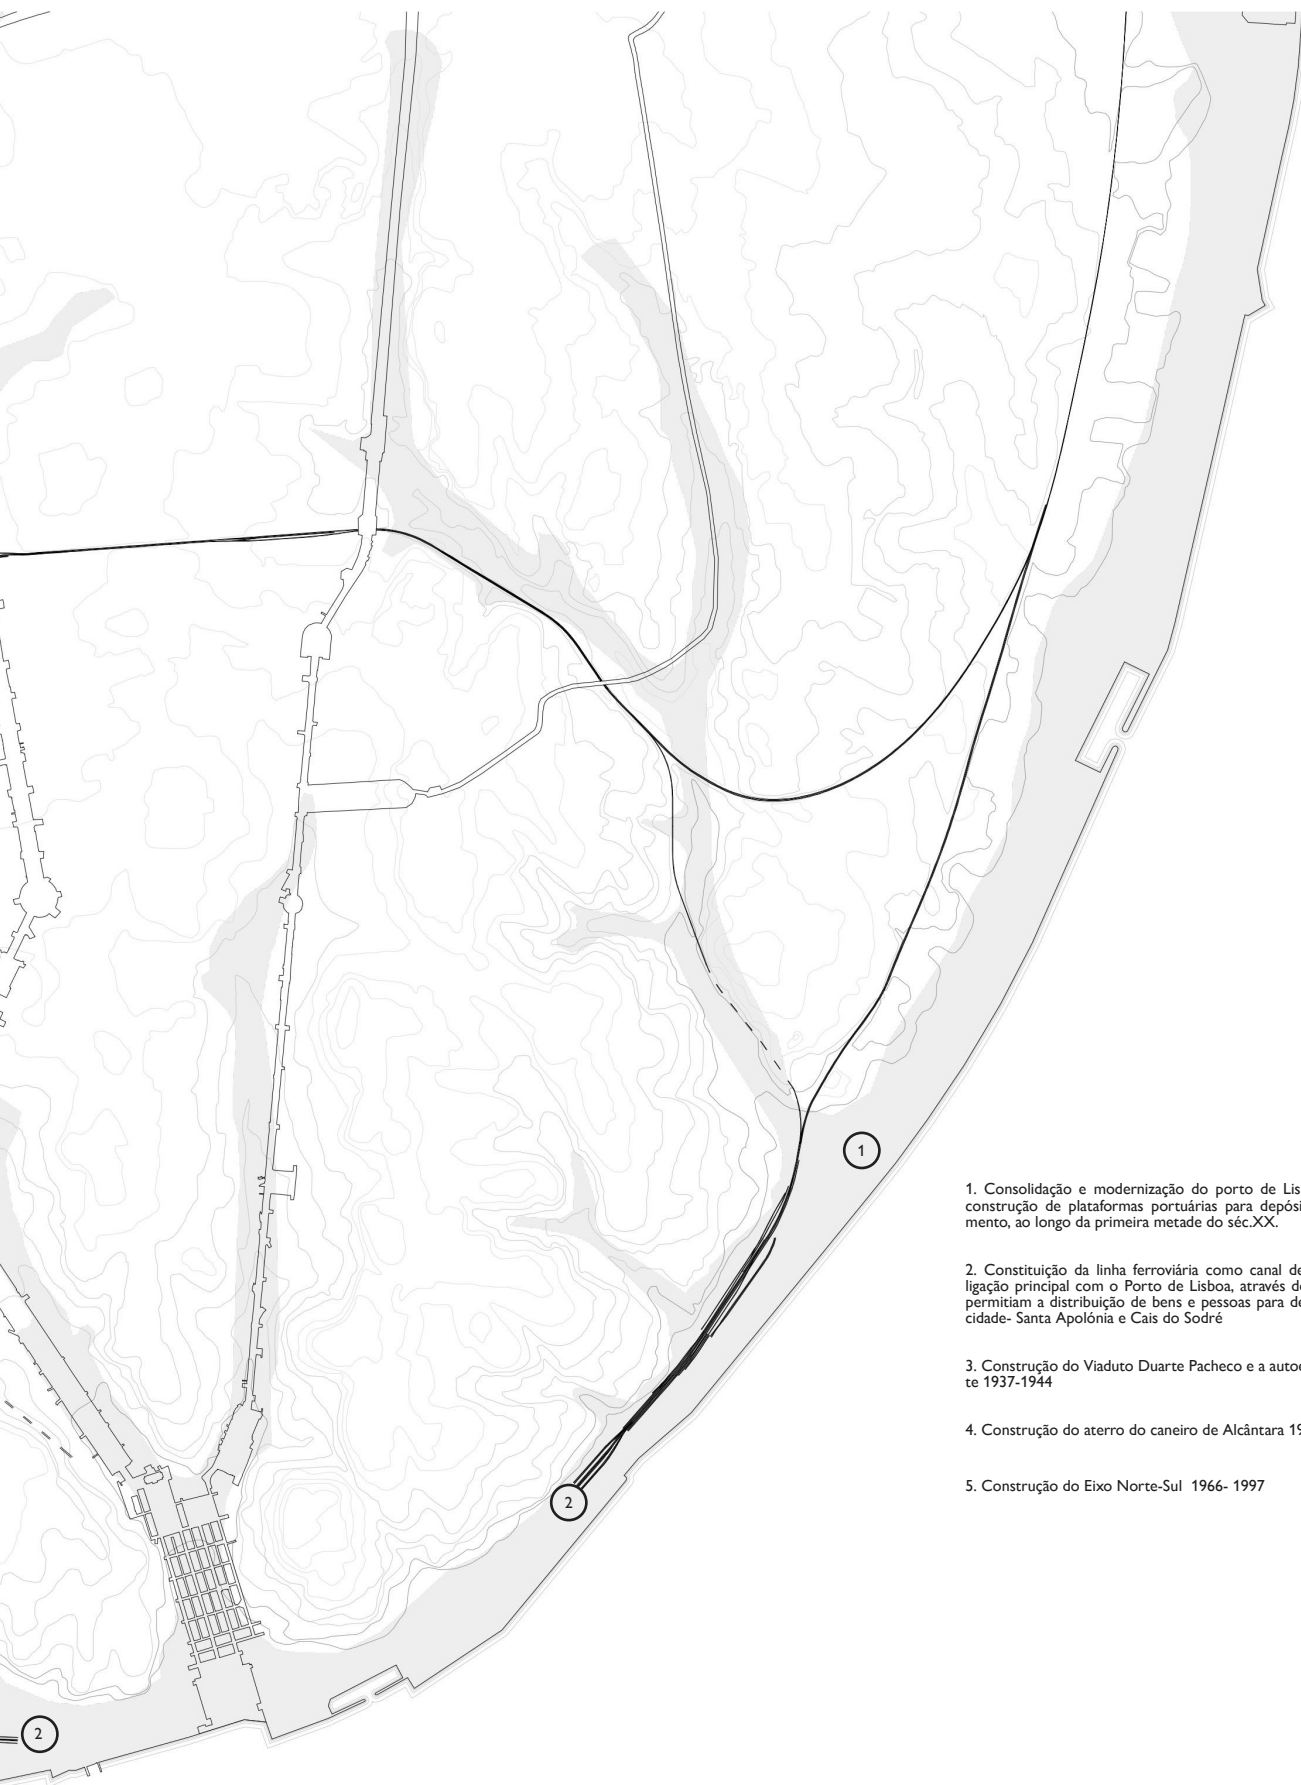 1
1. Consolidação e modernização do porto de Lis
construção de plataformas portuárias para depósi
mento, ao longo da primeira metade do séc.XX.
2. Constituição da linha ferroviária como canal de
ligação principal com o Porto de Lisboa, através d
permitiam a distribuição de bens e pessoas para de
cidade- Santa Apolónia e Cais do Sodré
3. Construção do Viaduto Duarte Pacheco e a auto
te 1937-1944
4. Construção do aterro do caneiro de Alcântara 19
5. Construção do Eixo Norte-Sul 1966- 1997
2
2